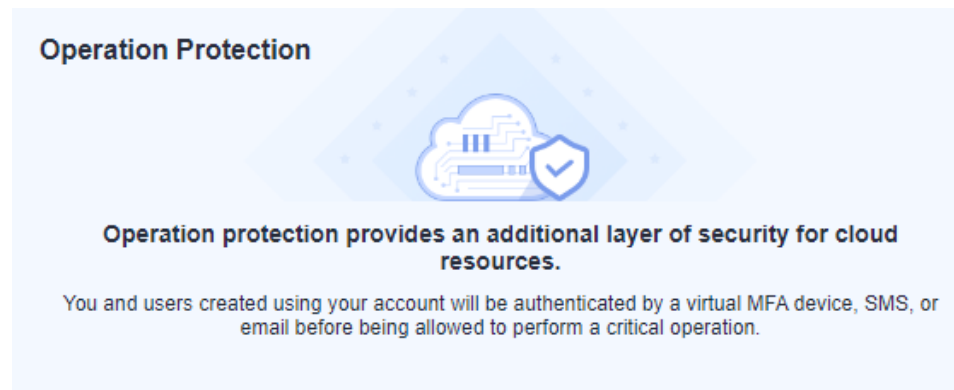 Operation Protection
Operation protection provides an additional layer of security for cloud
resources.
You and users created using your account will be authenticated by a virtual MFA device, SMS, or
email before being allowed to perform a critical operation.